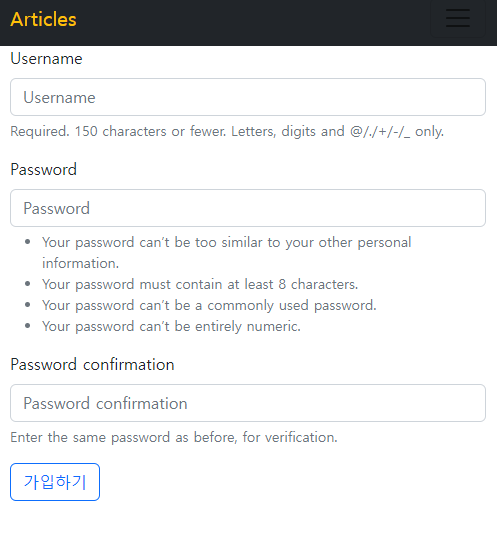 Articles
Username
Username
Required. 150 characters or fewer. Letters, digits and @/./+/-/_ only.
Password
Password
Your password can't be too similar to your other personal
information.
Your password must contain at least 8 characters.
Your password can't be a commonly used password.
Your password can't be entirely numeric.
Password confirmation
Password confirmation
Enter the same password as before, for verification.
가입하기